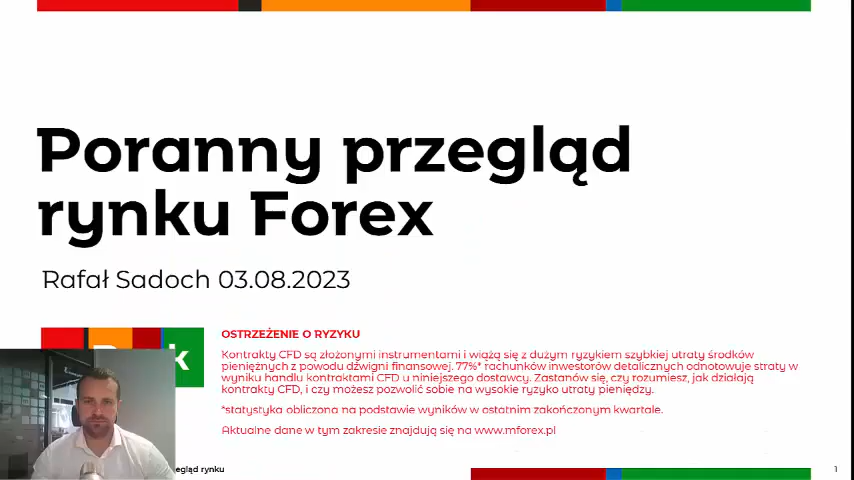 Poranny przegląd
rynku Forex
Rafał Sadoch 03.08.2023
OSTRZEŻENIE O RYZYKU
Kontrakty CFD są złożonymi instrumentami i wiążą się z dużym ryzykiem szybkiej utraty środków
pieniężnych z powodu dźwigni finansowej. 77%* rachunków inwestorów detalicznych odnotowuje straty w
wyniku handlu kontraktami CFD u niniejszego dostawcy. Zastanów się, czy rozumiesz, jak działają
kontrakty CFD, i czy możesz pozwolić sobie na wysokie ryzyko utraty pieniędzy.
*statystyka obliczona na podstawie wyników w ostatnim zakończonym kwartale.
Aktualne dane w tym zakresie znajdują się na www.mforex.pl
rynku
1